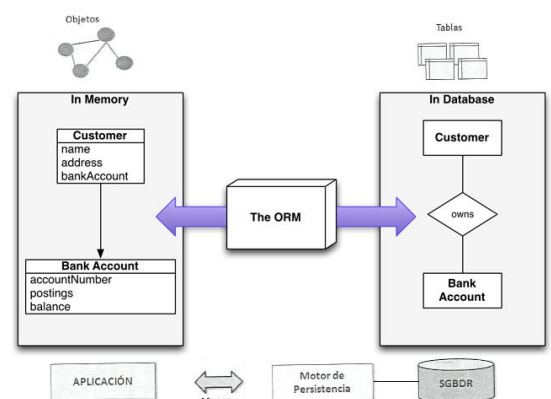 Objetos
Tablas
In Memory
In Database
Customer
name
address
bankAccount
Customer
The ORM
owns
Bank Account
accountNumber
postings
balance
Bank
Account
APLICACIÓN
Motor de
Persistencia
SGBDR